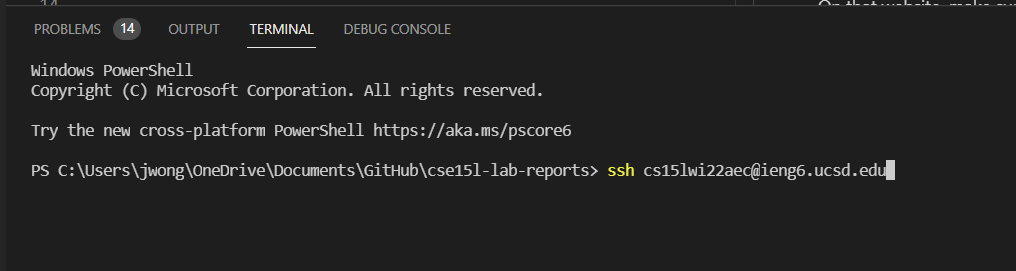 14
On that website, make sure
PROBLEMS 14 OUTPUT TERMINAL DEBUG CONSOLE
Windows PowerShell
Copyright (C) Microsoft Corporation. All rights reserved.
Try the new cross-platform PowerShell https://aka.ms/pscore6
PS C:\Users\jwong\OneDrive\Documents\GitHub\cse15l-lab-reports> ssh cs15lwi22aec@ieng6.ucsd.edu